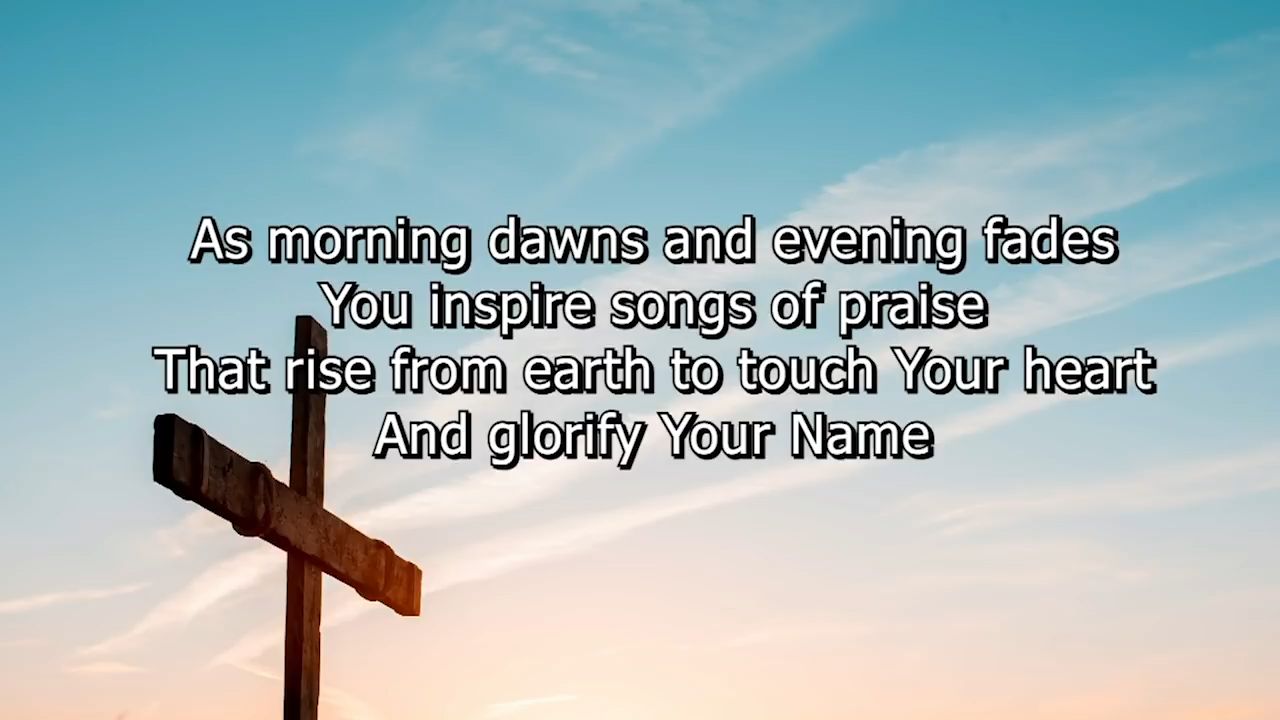 As morning dawns and evening fades
You inspire songs of praise
That rise from earth to touch Your heart
And glorify Your Name